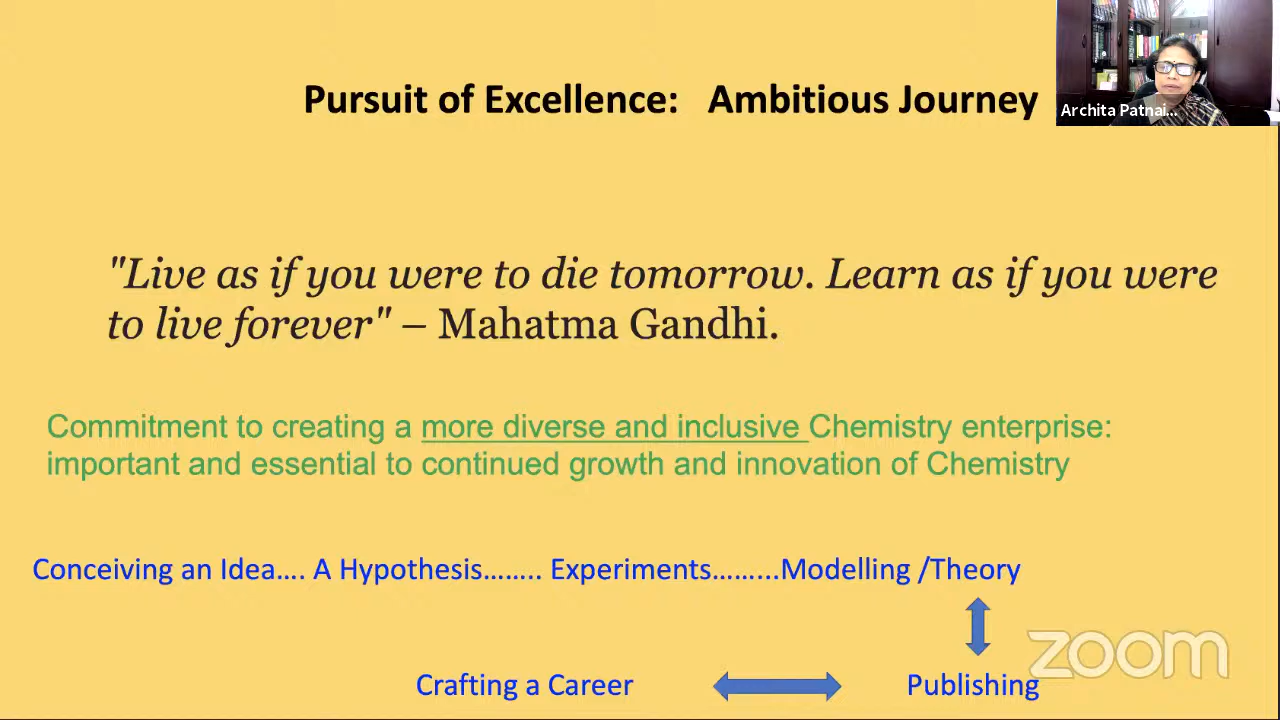 Pursuit of Excellence: Ambitious Journey
Archita Patnai...
"Live as if you were to die tomorrow. Learn as if you were
to live forever" – Mahatma Gandhi.
Commitment to creating a more diverse and inclusive Chemistry enterprise:
important and essential to continued growth and innovation of Chemistry
Conceiving an Idea…. A Hypothesis…….. Experiments……...Modelling /Theory
zoom
Crafting a Career
Publishing